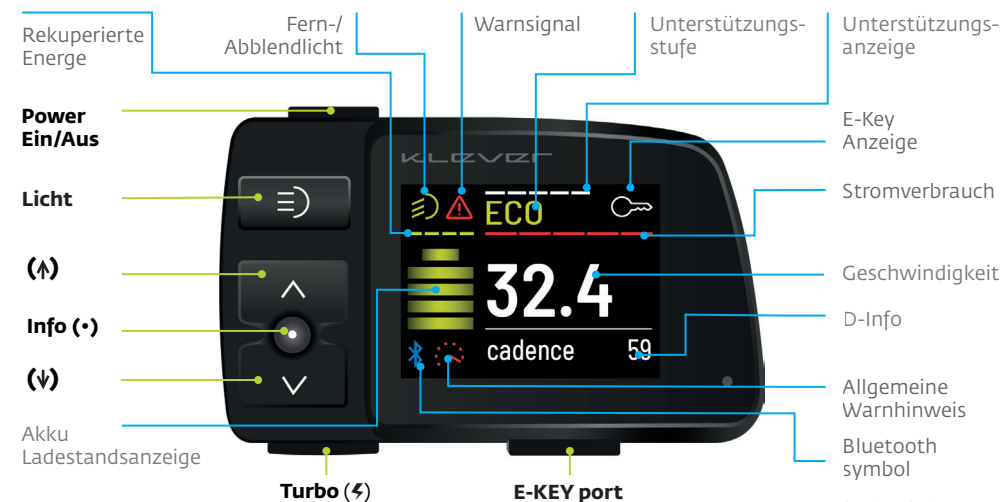 Rekuperierte
Energe
Fern-/
Abblendlicht
Warnsignal
Unterstützungs-
stufe
Unterstützungs-
anzeige
Power
Ein/Aus
E-Key
Anzeige
KLEVER
Licht
ECO
Stromverbrauch
(↑)
32.4
Geschwindigkeit
Info (•)
D-Info
cadence 59
(↓)
Allgemeine
Warnhinweis
Akku
Ladestandsanzeige
Bluetooth
symbol
Turbo (⚡)
E-KEY port